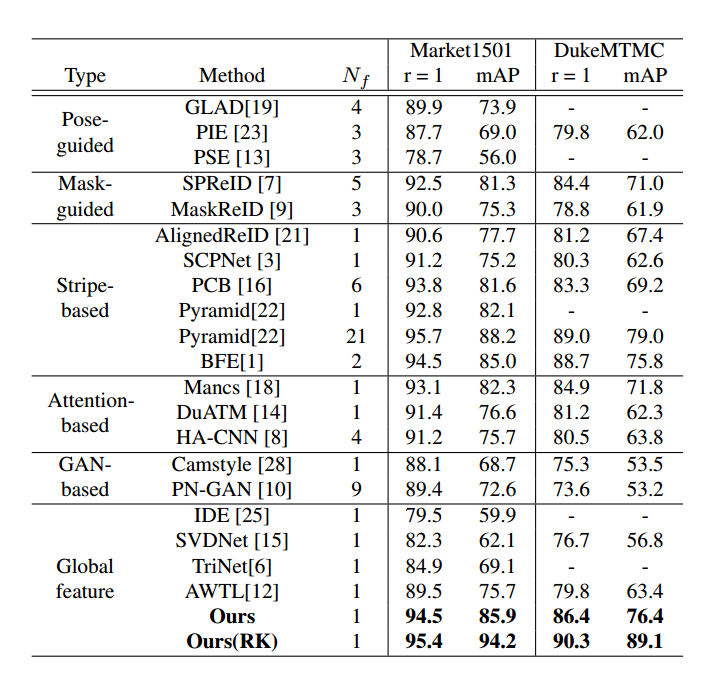 Market1501 DukeMTMC
Type Method N_f r = 1 mAP r = 1 mAP
Pose-guided
GLAD[19] 4 89.9 73.9 - -
PIE [23] 3 87.7 69.0 79.8 62.0
PSE [13] 3 78.7 56.0 - -
Mask-guided
SPReID [7] 5 92.5 81.3 84.4 71.0
MaskReID [9] 3 90.0 75.3 78.8 61.9
Stripe-based
AlignedReID [21] 1 90.6 77.7 81.2 67.4
SCPNet [3] 1 91.2 75.2 80.3 62.6
PCB [16] 6 93.8 81.6 83.3 69.2
Pyramid[22] 1 92.8 82.1 - -
Pyramid[22] 21 95.7 88.2 89.0 79.0
BFE[1] 2 94.5 85.0 88.7 75.8
Attention-based
Mancs [18] 1 93.1 82.3 84.9 71.8
DuATM [14] 1 91.4 76.6 81.2 62.3
HA-CNN [8] 4 91.2 75.7 80.5 63.8
GAN-based
Camstyle [28] 1 88.1 68.7 75.3 53.5
PN-GAN [10] 9 89.4 72.6 73.6 53.2
Global feature
IDE [25] 1 79.5 59.9 - -
SVDNet [15] 1 82.3 62.1 76.7 56.8
TriNet[6] 1 84.9 69.1 - -
AWTL[12] 1 89.5 75.7 79.8 63.4
Ours 1 94.5 85.9 86.4 76.4
Ours(RK) 1 95.4 94.2 90.3 89.1